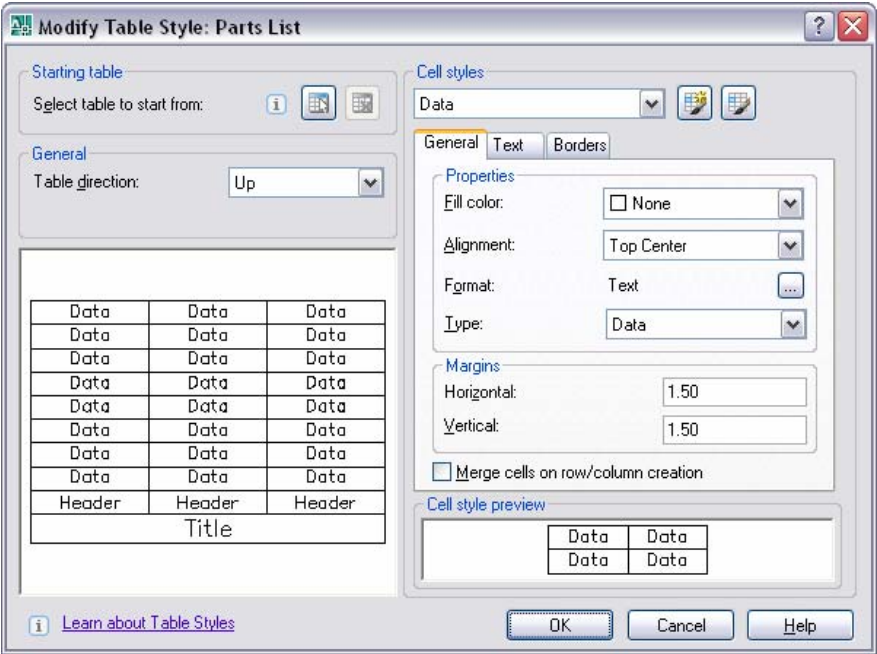 Modify Table Style: Parts List
Starting table
Select table to start from:
General
Table direction: Up
Data Data Data
Data Data Data
Data Data Data
Data Data Data
Data Data Data
Data Data Data
Data Data Data
Data Data Data
Header Header Header
Title
Learn about Table Styles
Cell styles
Data
General Text Borders
Properties
Fill color: None
Alignment: Top Center
Format: Text ...
Type: Data
Margins
Horizontal: 1.50
Vertical: 1.50
Merge cells on row/column creation
Cell style preview
Data Data
Data Data
OK Cancel Help